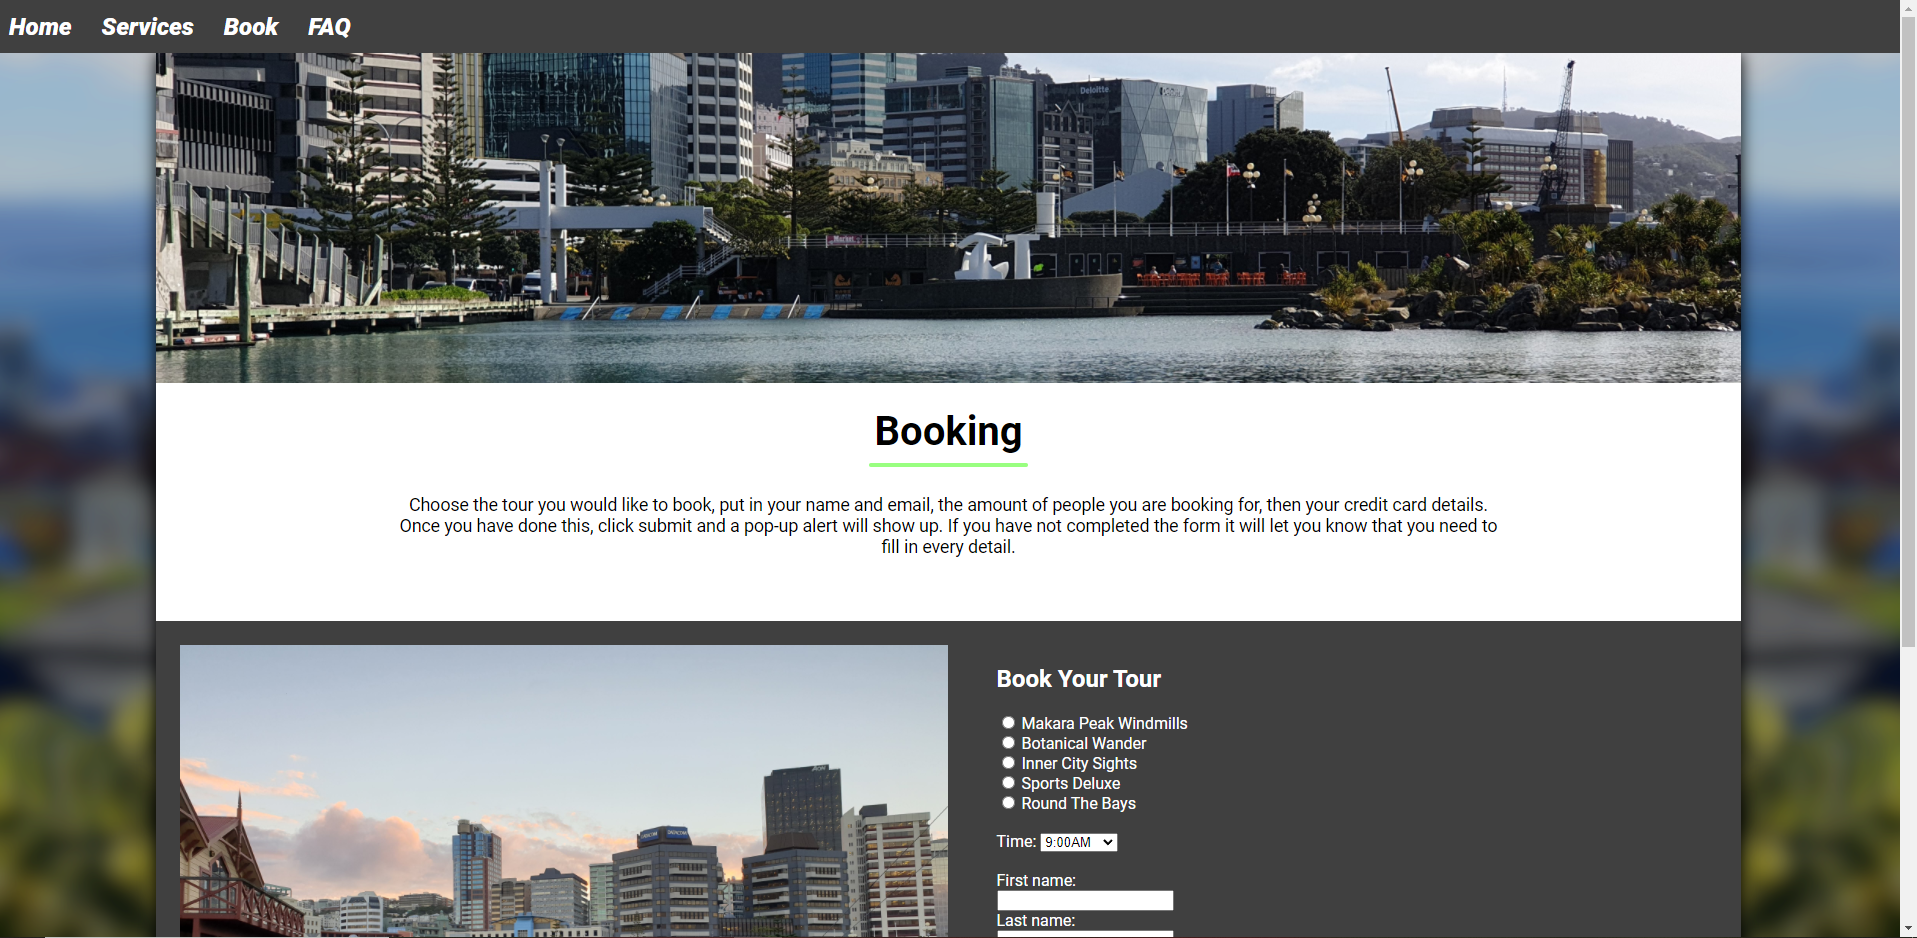 Home Services Book FAQ
Deloitte.
Market
Booking
Choose the tour you would like to book, put in your name and email, the amount of people you are booking for, then your credit card details.
Once you have done this, click submit and a pop-up alert will show up. If you have not completed the form it will let you know that you need to
fill in every detail.
AON
DATACOM
Book Your Tour
Makara Peak Windmills
Botanical Wander
Inner City Sights
Sports Deluxe
Round The Bays
Time: 9:00AM
First name:
Last name: